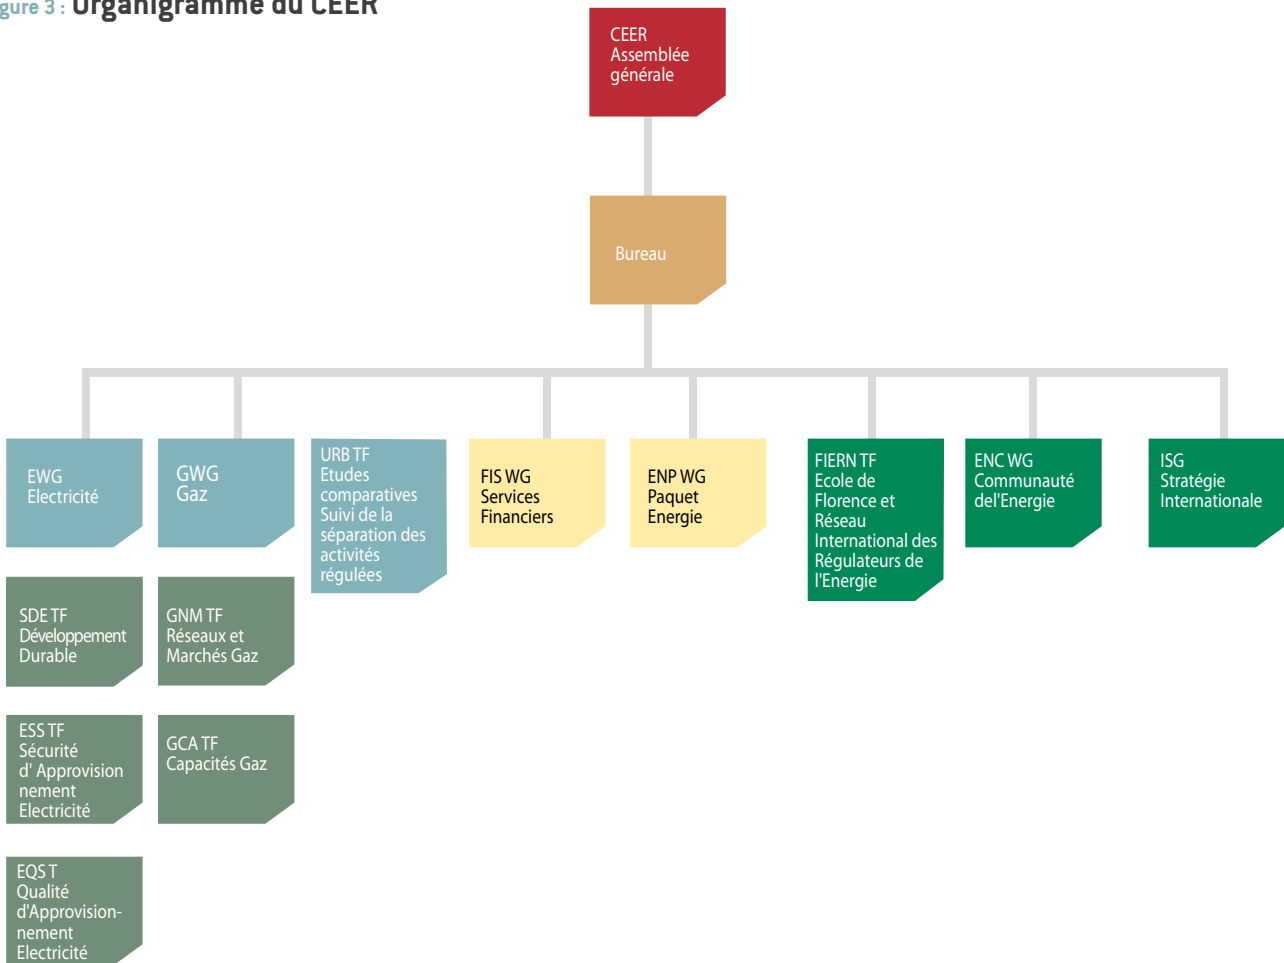 gure 3 : Organigramme du CEER
CEER
Assemblée
générale
Bureau
EWG
Electricité
GWG
Gaz
URB TF
Etudes
comparatives
Suivi de la
séparation des
activités
régulées
FIS WG
Services
Financiers
ENP WG
Paquet
Energie
FIERN TF
Ecole de
Florence et
Réseau
International des
Régulateurs de
l'Energie
ENC WG
Communauté
del'Energie
ISG
Stratégie
Internationale
SDE TF
Développement
Durable
GNM TF
Réseaux et
Marchés Gaz
ESS TF
Sécurité
d' Approvision
nement
Electricité
GCA TF
Capacités Gaz
EQS T
Qualité
d'Approvision-
nement
Electricité